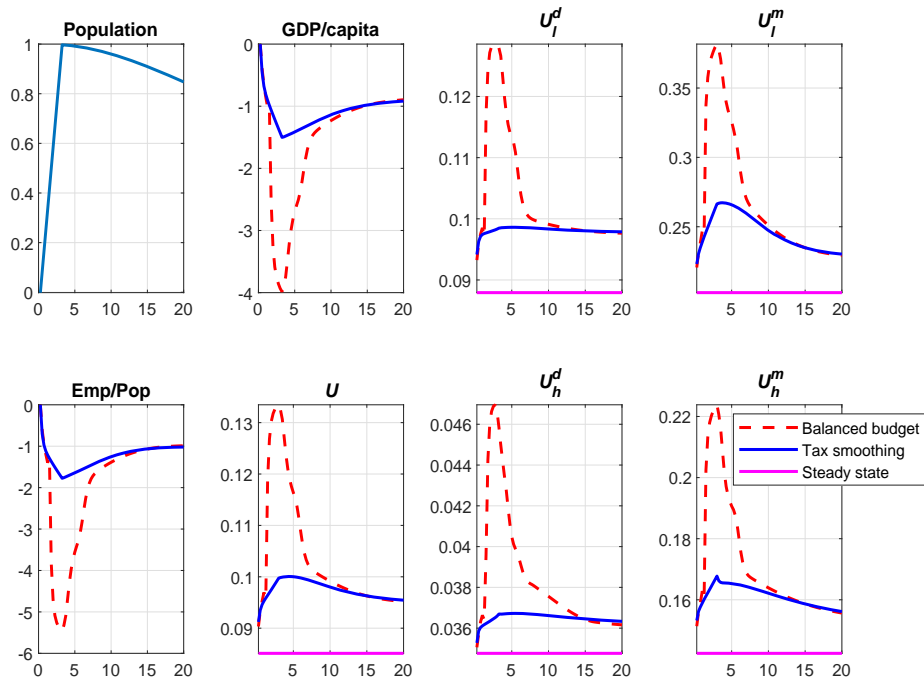 Population
1
0.8
0.6
0.4
0.2
0
0 5 10 15 20
GDP/capita
0
-1
-2
-3
-4
0 5 10 15 20
U_l^d
0.12
0.11
0.1
0.09
5 10 15 20
U_l^m
0.35
0.3
0.25
5 10 15 20
Emp/Pop
0
-1
-2
-3
-4
-5
-6
0 5 10 15 20
U
0.13
0.12
0.11
0.1
0.09
0 5 10 15 20
U_h^d
0.046
0.044
0.042
0.04
0.038
0.036
5 10 15 20
U_h^m
0.22
0.2
0.18
0.16
5 10 15 20
Balanced budget
Tax smoothing
Steady state